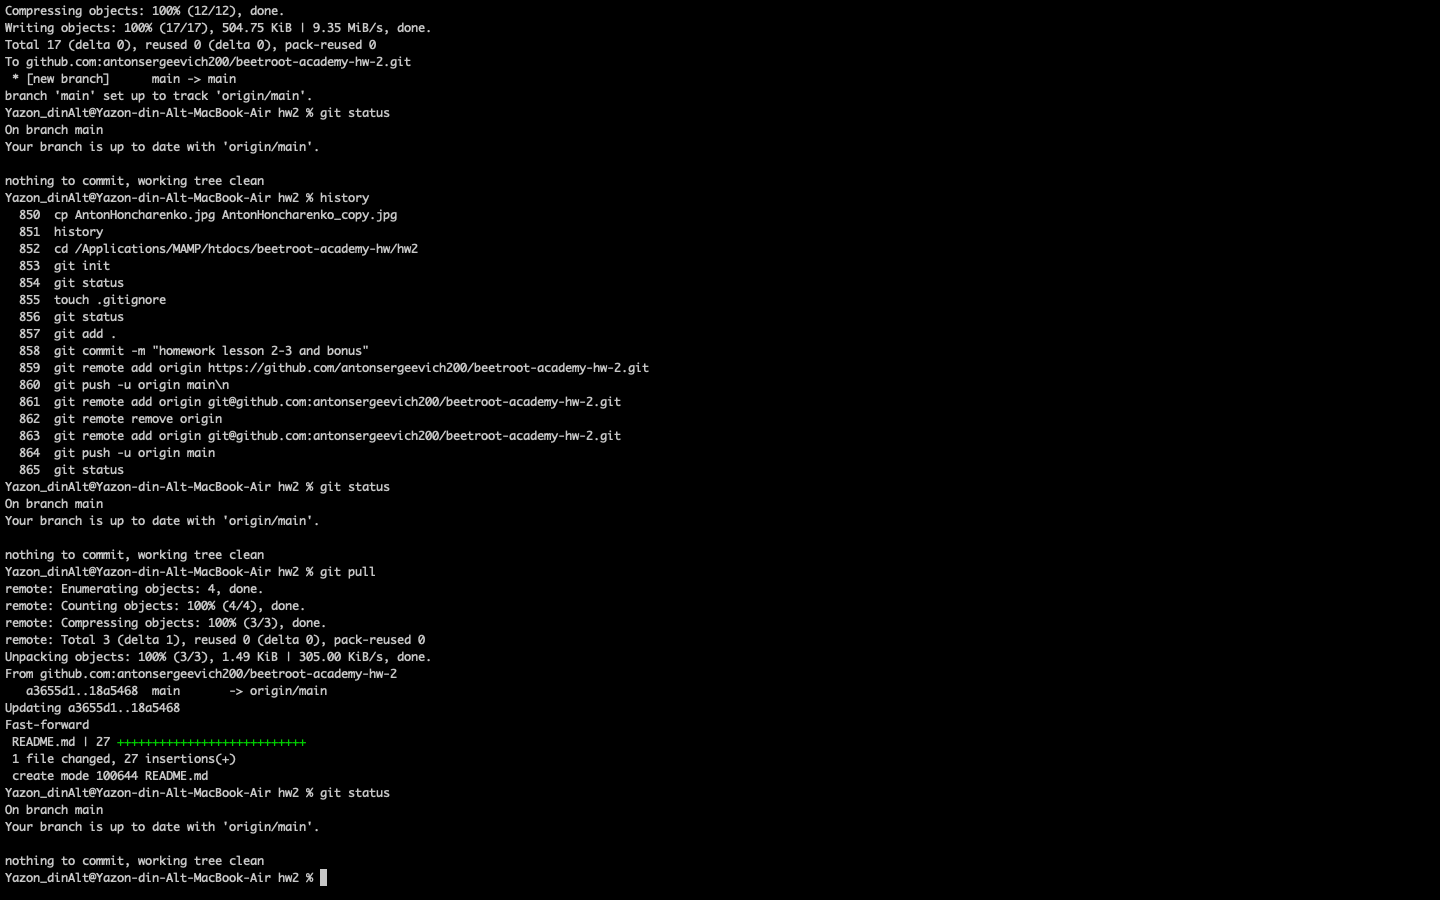 Compressing objects: 100% (12/12), done.
Writing objects: 100% (17/17), 504.75 KiB | 9.35 MiB/s, done.
Total 17 (delta 0), reused 0 (delta 0), pack-reused 0
To github.com:antonsergeevich200/beetroot-academy-hw-2.git
 * [new branch]      main -> main
branch 'main' set up to track 'origin/main'.
Yazon_dinAlt@Yazon-din-Alt-MacBook-Air hw2 % git status
On branch main
Your branch is up to date with 'origin/main'.

nothing to commit, working tree clean
Yazon_dinAlt@Yazon-din-Alt-MacBook-Air hw2 % history
  850  cp AntonHoncharenko.jpg AntonHoncharenko_copy.jpg
  851  history
  852  cd /Applications/MAMP/htdocs/beetroot-academy-hw/hw2
  853  git init
  854  git status
  855  touch .gitignore
  856  git status
  857  git add .
  858  git commit -m "homework lesson 2-3 and bonus"
  859  git remote add origin https://github.com/antonsergeevich200/beetroot-academy-hw-2.git
  860  git push -u origin main\n
  861  git remote add origin git@github.com:antonsergeevich200/beetroot-academy-hw-2.git
  862  git remote remove origin
  863  git remote add origin git@github.com:antonsergeevich200/beetroot-academy-hw-2.git
  864  git push -u origin main
  865  git status
Yazon_dinAlt@Yazon-din-Alt-MacBook-Air hw2 % git status
On branch main
Your branch is up to date with 'origin/main'.

nothing to commit, working tree clean
Yazon_dinAlt@Yazon-din-Alt-MacBook-Air hw2 % git pull
remote: Enumerating objects: 4, done.
remote: Counting objects: 100% (4/4), done.
remote: Compressing objects: 100% (3/3), done.
remote: Total 3 (delta 1), reused 0 (delta 0), pack-reused 0
Unpacking objects: 100% (3/3), 1.49 KiB | 305.00 KiB/s, done.
From github.com:antonsergeevich200/beetroot-academy-hw-2
   a3655d1..18a5468  main       -> origin/main
Updating a3655d1..18a5468
Fast-forward
 README.md | 27 +++++++++++++++++++++++++++
 1 file changed, 27 insertions(+)
 create mode 100644 README.md
Yazon_dinAlt@Yazon-din-Alt-MacBook-Air hw2 % git status
On branch main
Your branch is up to date with 'origin/main'.

nothing to commit, working tree clean
Yazon_dinAlt@Yazon-din-Alt-MacBook-Air hw2 %